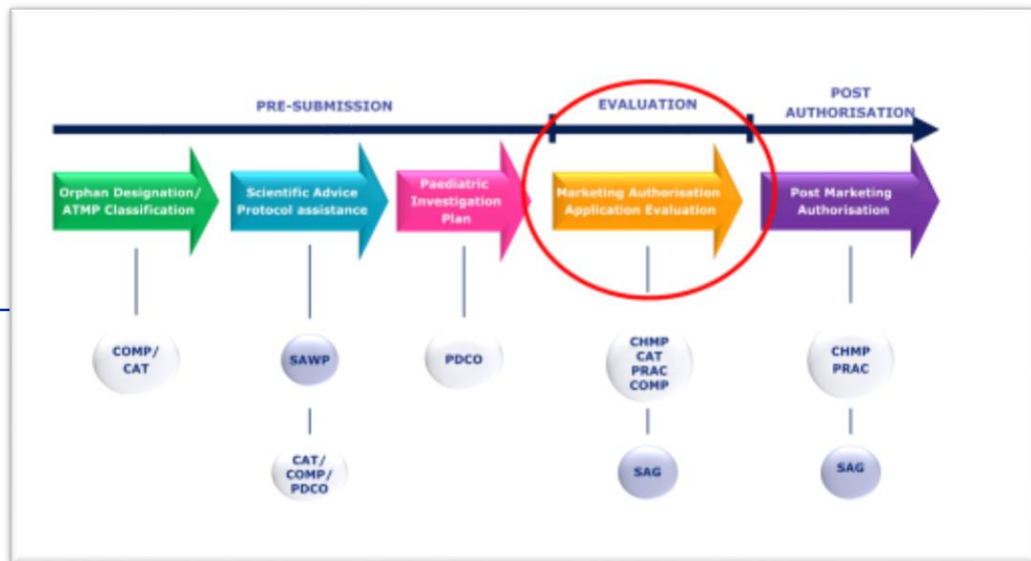 PRE-SUBMISSION
EVALUATION
POST
AUTHORISATION
Orphan Designation/
ATMP Classification
Scientific Advice
Protocol assistance
Paediatric
Investigation
Plan
Marketing Authorisation
Application Evaluation
Post Marketing
Authorisation
COMP/
CAT
SAWP
PDCO
CHMP
CAT
PRAC
COMP
CHMP
PRAC
CAT/
COMP/
PDCO
SAG
SAG